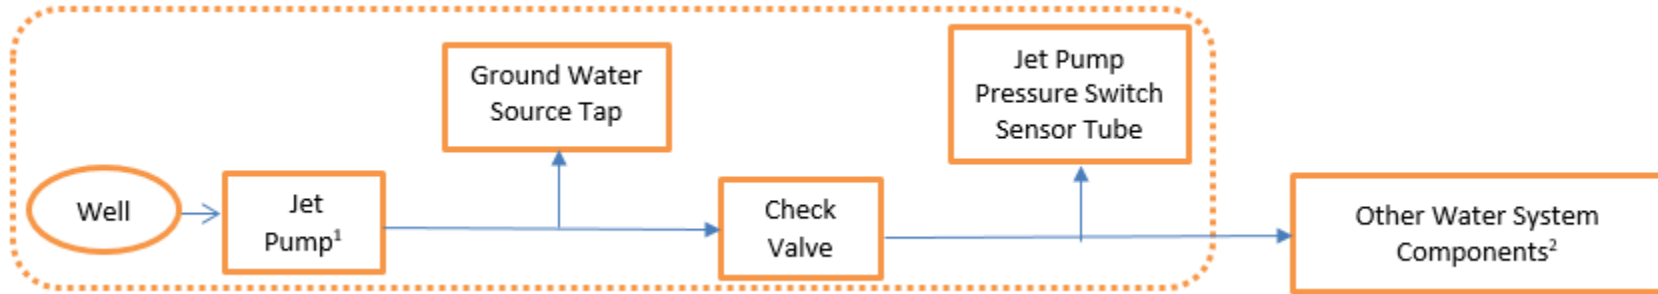 Well
Jet
Pump¹
Ground Water
Source Tap
Check
Valve
Jet Pump
Pressure Switch
Sensor Tube
Other Water System
Components²